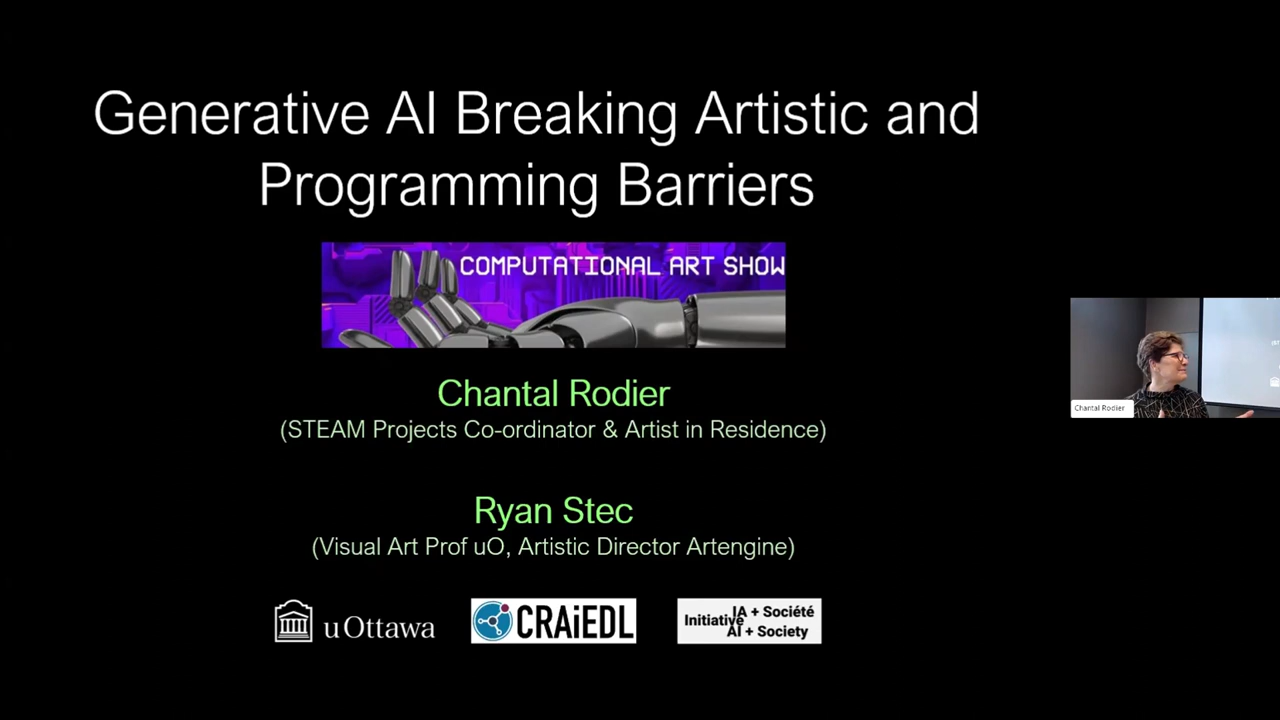 Generative AI Breaking Artistic and
Programming Barriers
COMPUTATIONAL ART SHOW
Chantal Rodier
(STEAM Projects Co-ordinator & Artist in Residence)
Ryan Stec
(Visual Art Prof uO, Artistic Director Artengine)
uOttawa
CRAiEDL
Initiative
IA + Société
AI + Society
Chantal Rodier